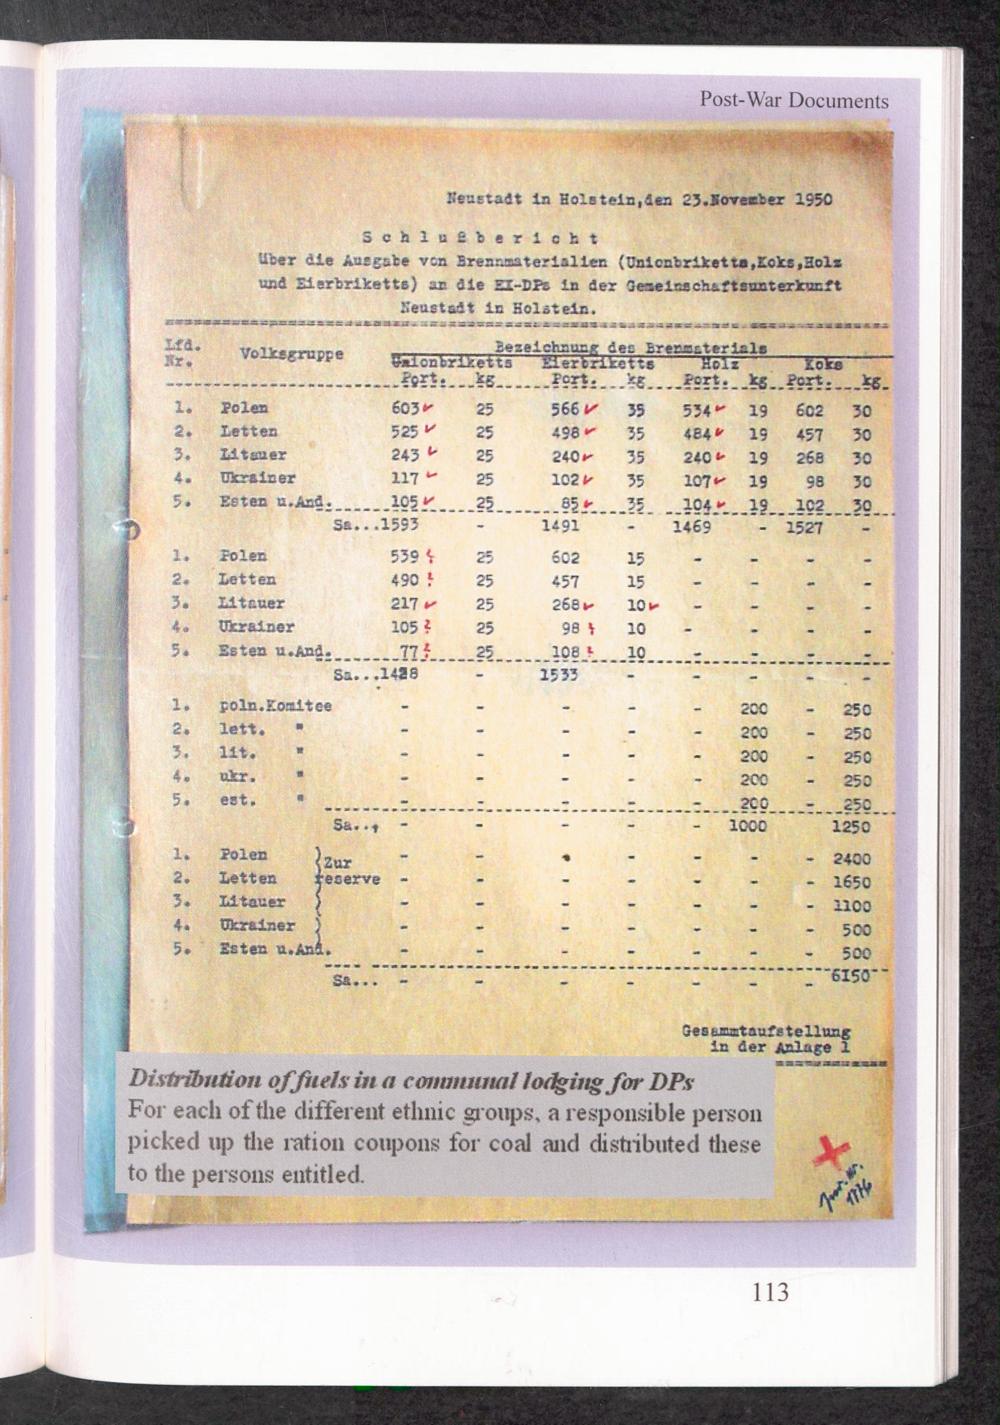 Post-War Documents
Neustadt in Holstein,den 23.November 1950
S c h l u ß b e r i c h t
über die Ausgabe von Brennmaterialien (Unionbriketts,Koks,Holz
und Eierbriketts) an die EX-DPs in der Gemeinschaftsunterkunft
Neustadt in Holstein.
Lfd. Nr. Volksgruppe Bezeichnung des Brenmaterials
Unionbriketts Eierbriketts Holz Koks
Port. kg Port. kg Port. kg Port. kg
1. Polen 603 25 566 35 534 19 602 30
2. Letten 525 25 498 35 484 19 457 30
3. Litauer 243 25 240 35 240 19 268 30
4. Ukrainer 117 25 102 35 107 19 98 30
5. Esten u.And. 105 25 85 35 104 19 102 30
Sa...1593 - 1491 - 1469 - 1527 -
1. Polen 539 25 602 15 - - - -
2. Letten 490 25 457 15 - - - -
3. Litauer 217 25 268 10 - - - -
4. Ukrainer 105 25 98 10 - - - -
5. Esten u.And. 77 25 108 10 - - - -
Sa...1428 - 1533 - - - - -
1. poln.Komitee - - - - - 200 - 250
2. lett. " - - - - - 200 - 250
3. lit. " - - - - - 200 - 250
4. ukr. " - - - - - 200 - 250
5. est. " - - - - - 200 - 250
Sa... - - - - - 1000 1250
1. Polen } Zur - - - - - - - 2400
2. Letten reserve - - - - - - - 1650
3. Litauer } - - - - - - - 1100
4. Ukrainer } - - - - - - - 500
5. Esten u.And. - - - - - - - 500
Sa... - - - - - - - 6150
Gesammtaufstellung
in der Anlage 1
Distribution of fuels in a communal lodging for DPs
For each of the different ethnic groups, a responsible person
picked up the ration coupons for coal and distributed these
to the persons entitled.
113